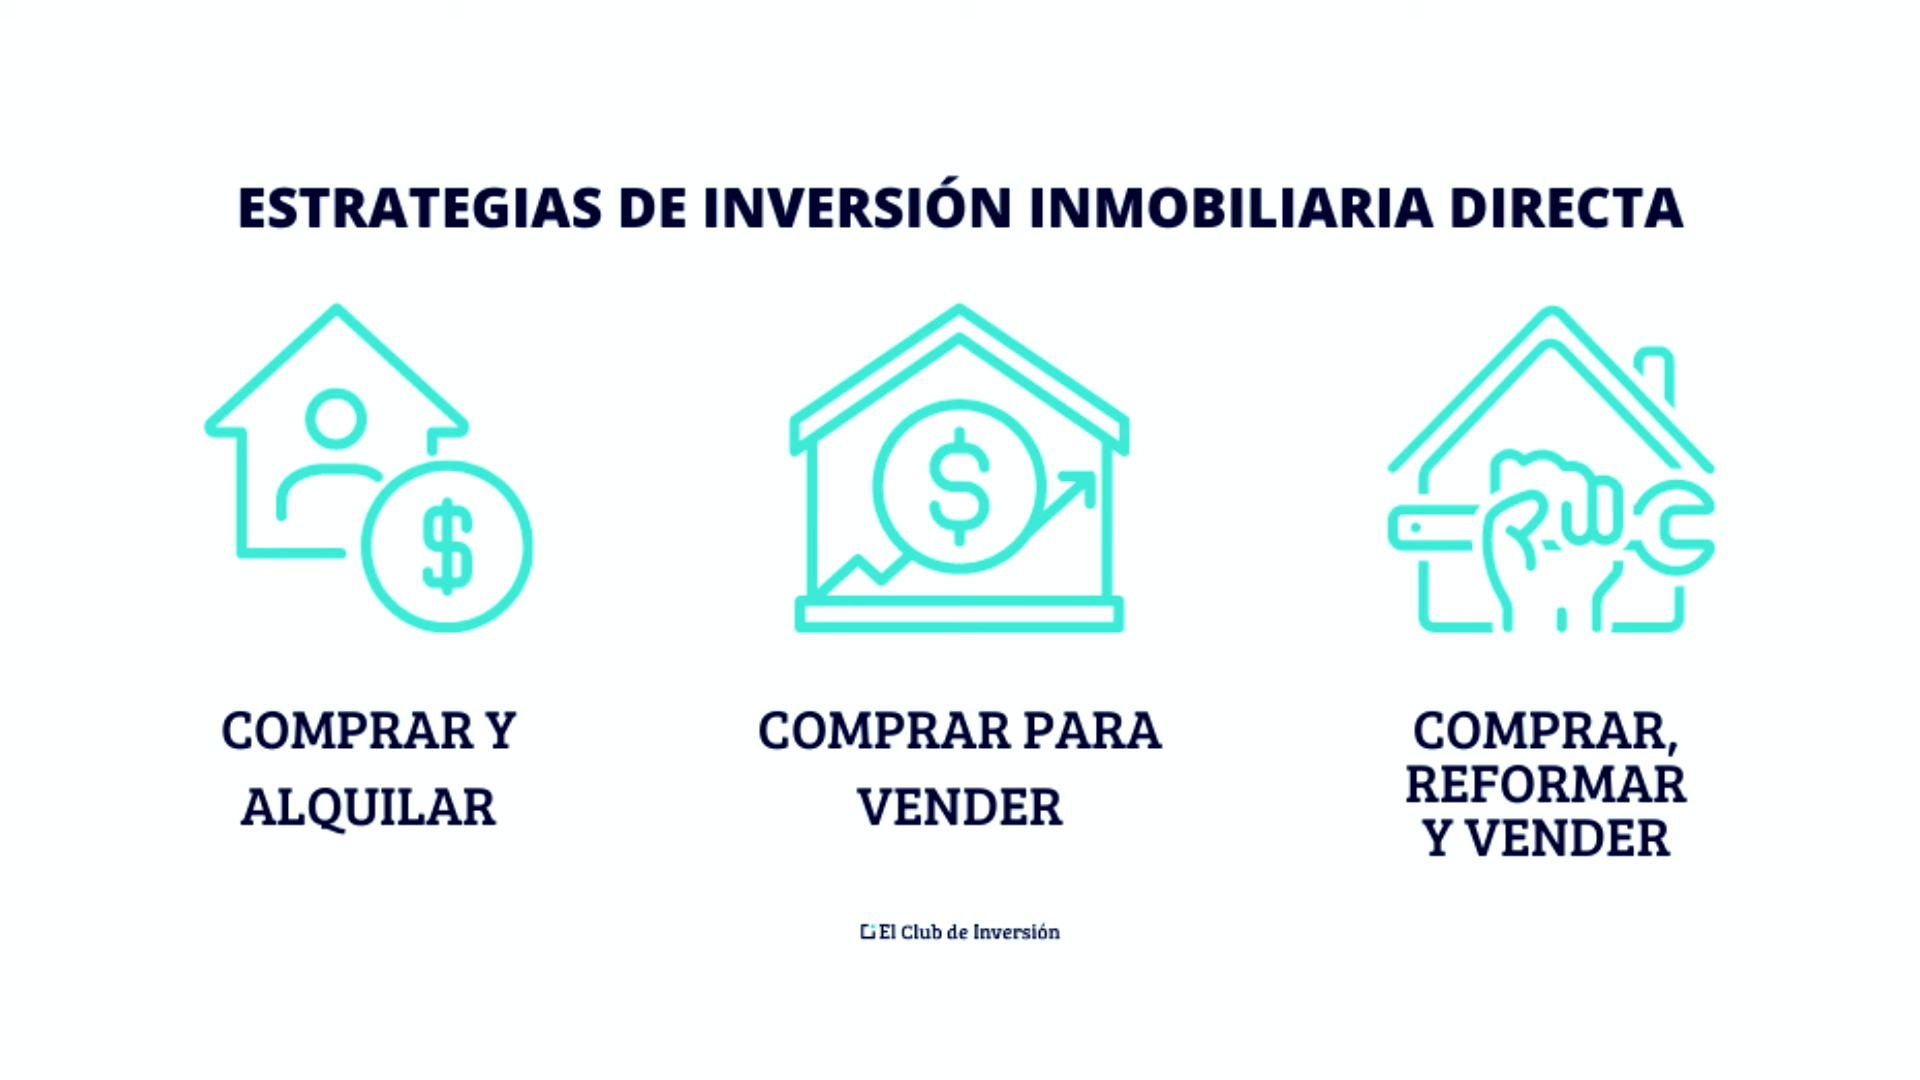 ESTRATEGIAS DE INVERSIÓN INMOBILIARIA DIRECTA
COMPRAR Y
ALQUILAR
COMPRAR PARA
VENDER
COMPRAR,
REFORMAR
Y VENDER
El Club de Inversión